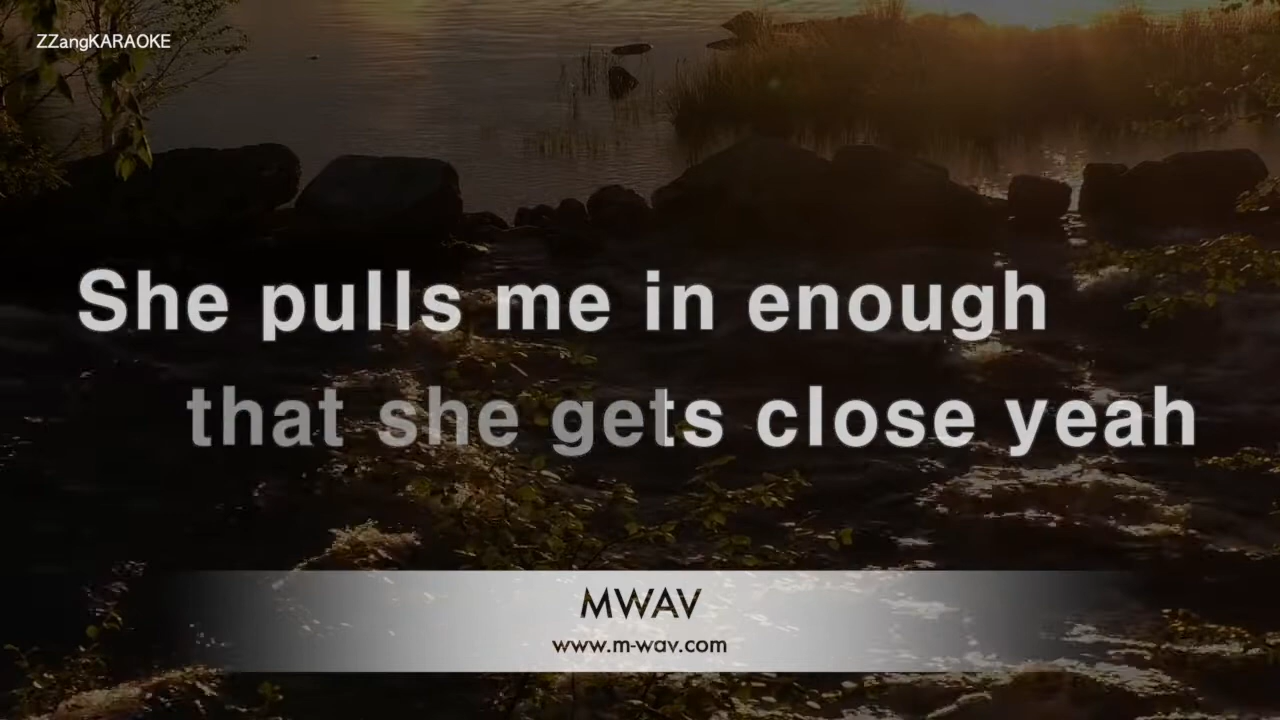 ZZangKARAOKE
She pulls me in enough
that she gets close yeah
MWAV
www.m-wav.com